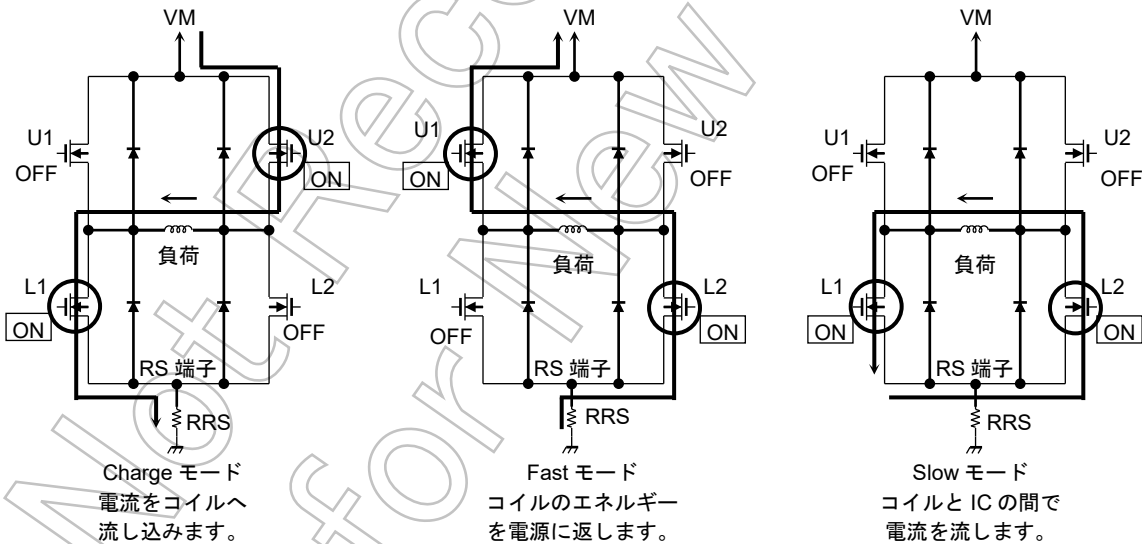 VM
U1
OFF
U2
ON
負荷
L1
ON
L2
OFF
RS 端子
RRS
Charge モード
電流をコイルへ
流し込みます。
VM
U1
ON
U2
OFF
負荷
L1
OFF
L2
ON
RS 端子
RRS
Fast モード
コイルのエネルギー
を電源に返します。
VM
U1
OFF
U2
OFF
負荷
L1
ON
L2
ON
RS 端子
RRS
Slow モード
コイルと IC の間で
電流を流します。
Not Rec
for New